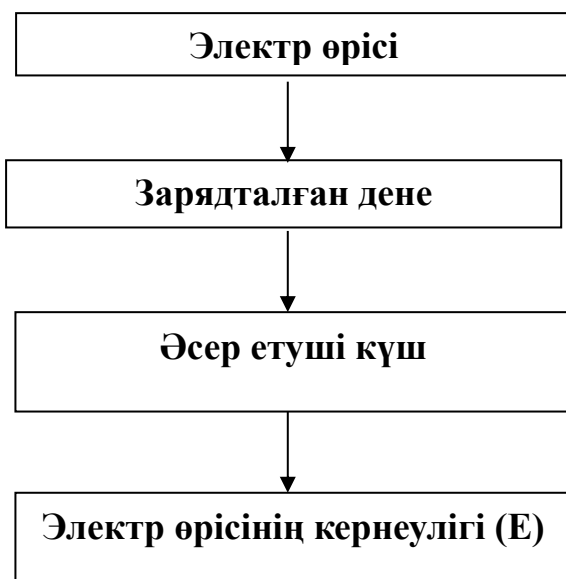 Электр өрісі
Зарядталған дене
Әсер етуші күш
Электр өрісінің кернеулігі (Е)